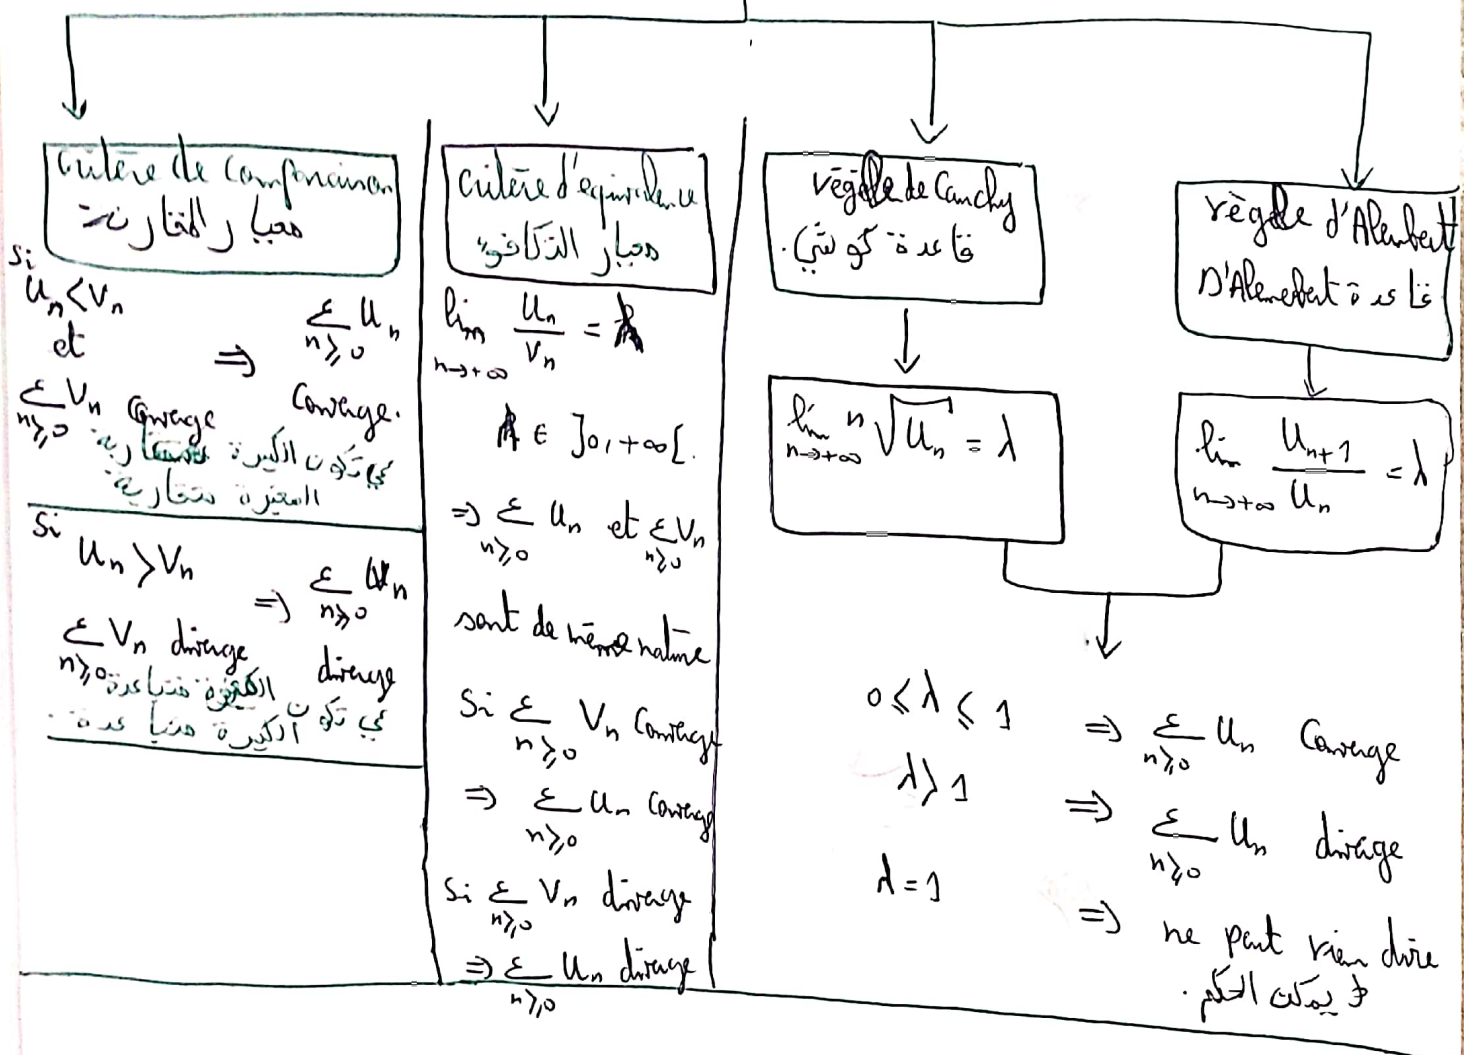 critère de comparaison
معيار المقارنة
si
Un < Vn
et
⇒ Σ Un
n≥0
Σ Vn converge
n≥0
converge.
كي تكون الكبيرة متقاربة
الصغيرة متقاربة
Si
Un > Vn
⇒ Σ Un
n≥0
Σ Vn diverge
n≥0
diverge
كي تكون الصغيرة متباعدة
الكبيرة متباعدة.
critère d'équivalence
معيار التكافؤ
lim Un/Vn =
n→+∞
∈ ]0,+∞[.
⇒ Σ Un et Σ Vn
n≥0 n≥0
sont de même nature
Si Σ Vn converge
n≥0
⇒ Σ Un converge
n≥0
Si Σ Vn diverge
n≥0
⇒ Σ Un diverge
n≥0
règle de Cauchy
قاعدة كوشي.
lim ⁿ√Un = λ
n→+∞
règle d'Alembert
قاعدة D'Alembert
lim Un+1/Un = λ
n→+∞
0 ≤ λ ≤ 1 ⇒ Σ Un converge
n≥0
λ > 1 ⇒ Σ Un diverge
n≥0
λ = 1 ⇒ ne peut rien dire
لا يمكن الحكم.